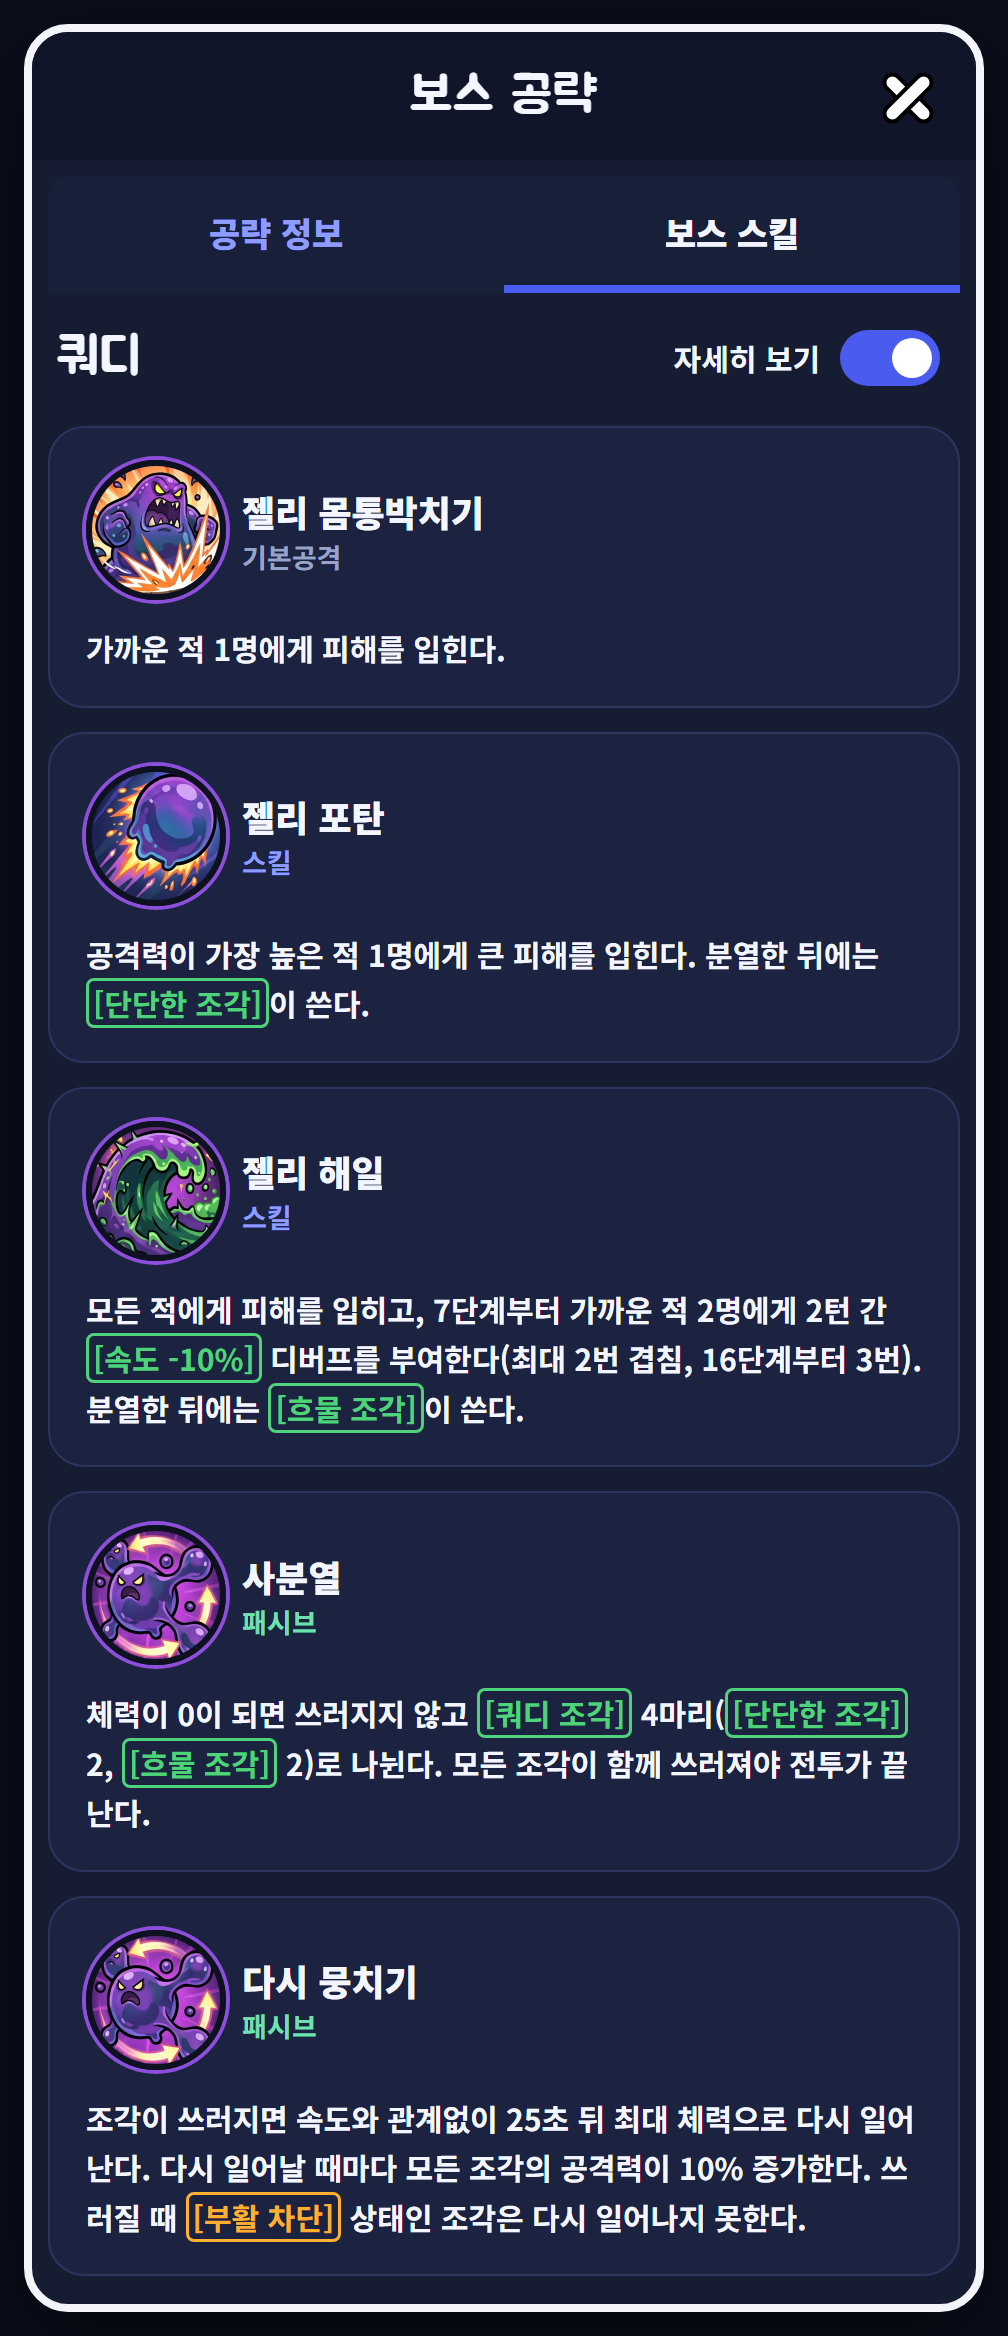 보스 공략
공략 정보
보스 스킬
쿼디
자세히 보기
젤리 몸통박치기
기본공격
가까운 적 1명에게 피해를 입힌다.
젤리 포탄
스킬
공격력이 가장 높은 적 1명에게 큰 피해를 입힌다. 분열한 뒤에는
[단단한 조각]이 쓴다.
젤리 해일
스킬
모든 적에게 피해를 입히고, 7단계부터 가까운 적 2명에게 2턴 간
[속도 -10%] 디버프를 부여한다(최대 2번 겹침, 16단계부터 3번).
분열한 뒤에는 [흐물 조각]이 쓴다.
사분열
패시브
체력이 0이 되면 쓰러지지 않고 [쿼디 조각] 4마리([단단한 조각]
2, [흐물 조각] 2)로 나뉜다. 모든 조각이 함께 쓰러져야 전투가 끝
난다.
다시 뭉치기
패시브
조각이 쓰러지면 속도와 관계없이 25초 뒤 최대 체력으로 다시 일어
난다. 다시 일어날 때마다 모든 조각의 공격력이 10% 증가한다. 쓰
러질 때 [부활 차단] 상태인 조각은 다시 일어나지 못한다.